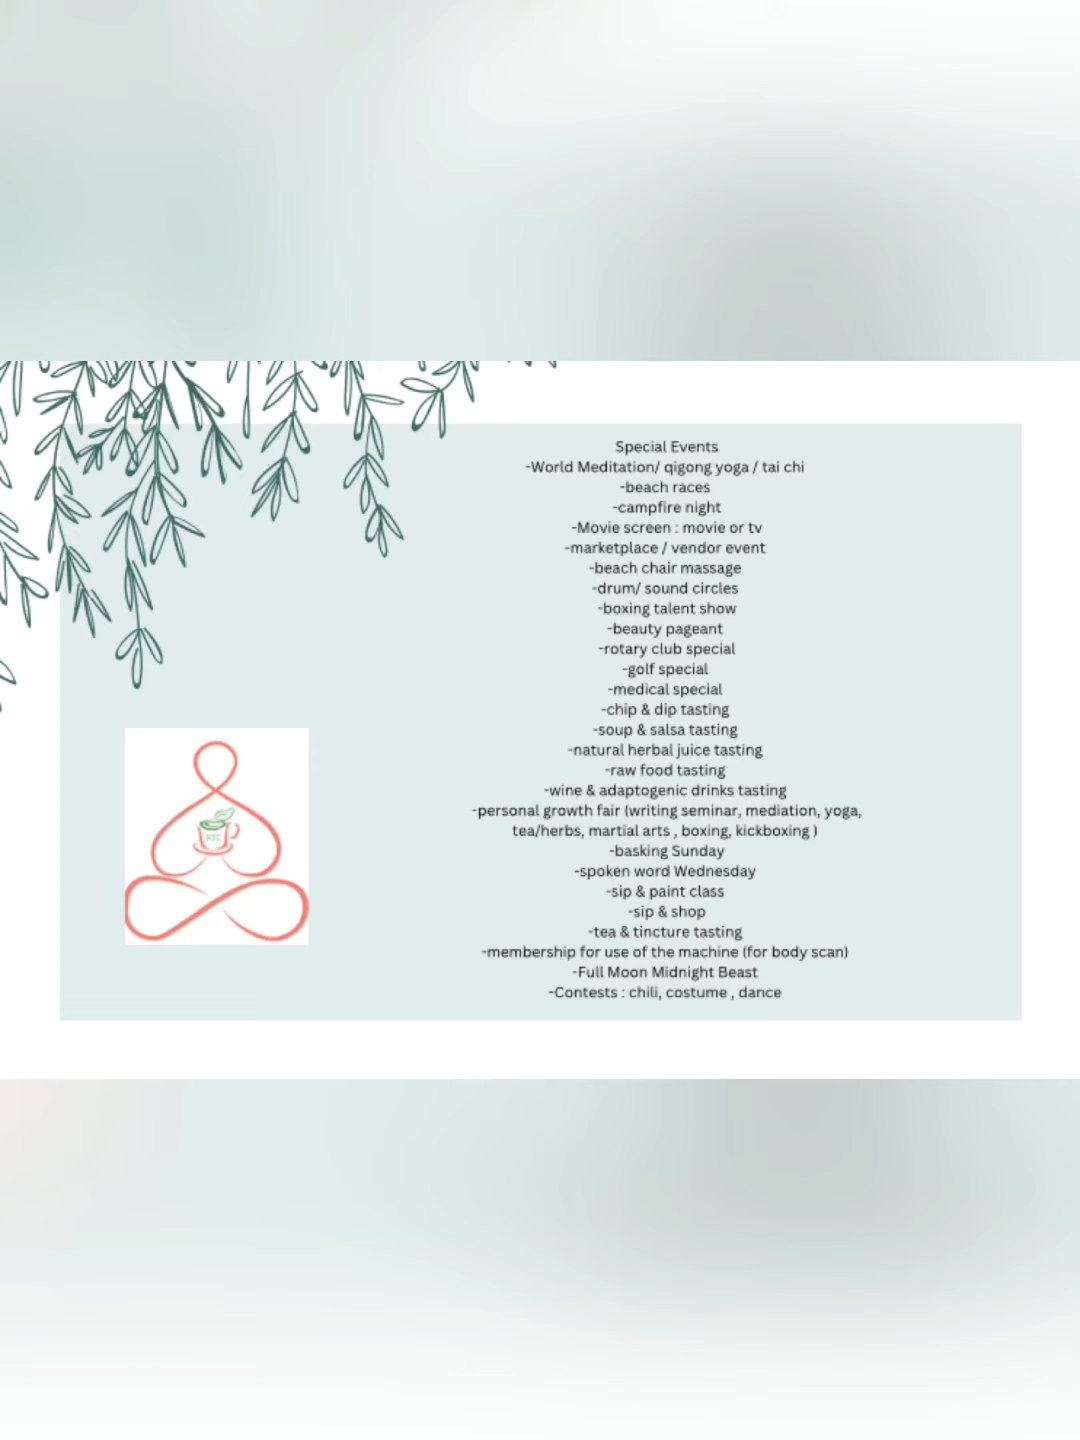 Special Events
-World Meditation/ qigong yoga / tai chi
-beach races
-campfire night
-Movie screen : movie or tv
-marketplace / vendor event
-beach chair massage
-drum/ sound circles
-boxing talent show
-beauty pageant
-rotary club special
-golf special
-medical special
-chip & dip tasting
-soup & salsa tasting
-natural herbal juice tasting
-raw food tasting
-wine & adaptogenic drinks tasting
-personal growth fair (writing seminar, mediation, yoga,
tea/herbs, martial arts , boxing, kickboxing )
-basking Sunday
-spoken word Wednesday
-sip & paint class
-sip & shop
-tea & tincture tasting
-membership for use of the machine (for body scan)
-Full Moon Midnight Beast
-Contests : chili, costume , dance